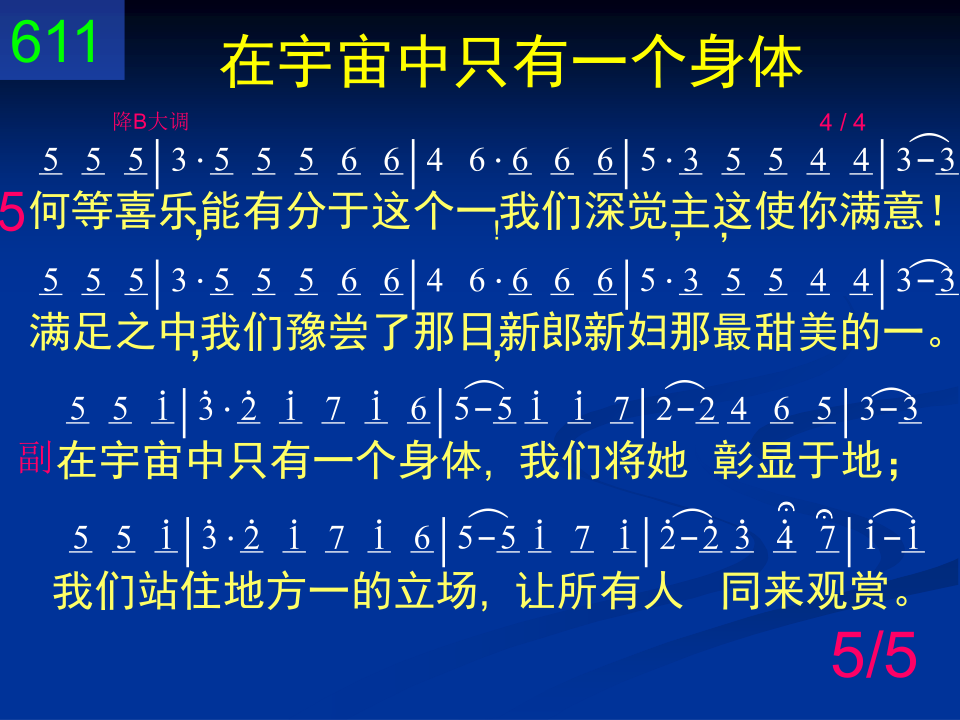 611
在宇宙中只有一个身体
降B大调 4 / 4
5 5 5|3·5 5 5 6 6|4 6·6 6 6|5·3 5 5 4 4|3–3
5 何等喜乐,能有分于这个一!我们深觉,主,这使你满意!
5 5 5|3·5 5 5 6 6|4 6·6 6 6|5·3 5 5 4 4|3–3
满足之中,我们豫尝了那日,新郎新妇那最甜美的一。
5 5 i|3·2 i 7 i 6|5–5 i i 7|2–2 4 6 5|3–3
副 在宇宙中只有一个身体, 我们将她 彰显于地;
5 5 i|3·2 i 7 i 6|5–5 i 7 i|2–2 3 4 7|i–i
我们站住地方一的立场, 让所有人 同来观赏。
5/5